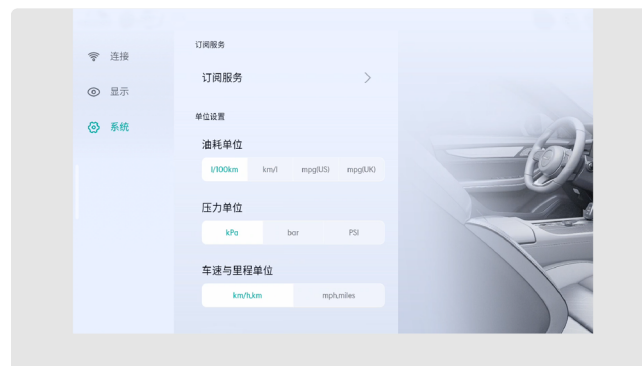 连接
显示
系统
订阅服务
订阅服务
单位设置
油耗单位
l/100km km/l mpg(US) mpg(UK)
压力单位
kPa bar PSI
车速与里程单位
km/h,km mph,miles